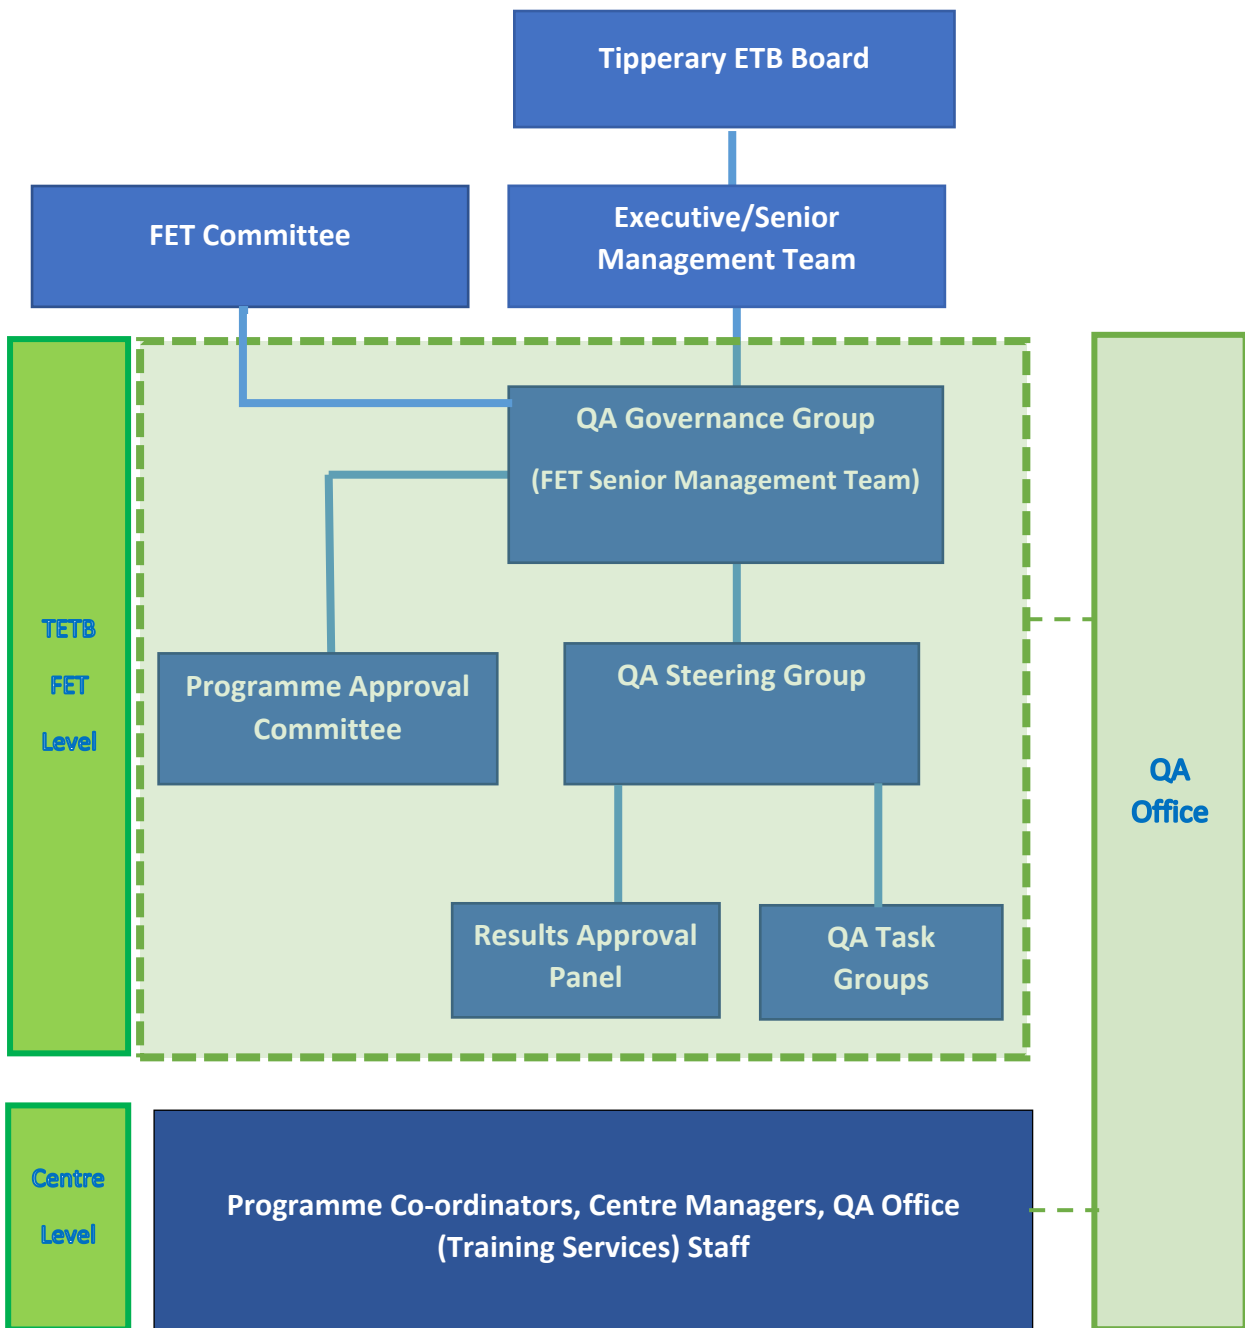 Tipperary ETB Board
FET Committee
Executive/Senior
Management Team
QA Governance Group
(FET Senior Management Team)
TETB
FET
Level
Programme Approval
Committee
QA Steering Group
QA
Office
Results Approval
Panel
QA Task
Groups
Centre
Level
Programme Co-ordinators, Centre Managers, QA Office
(Training Services) Staff